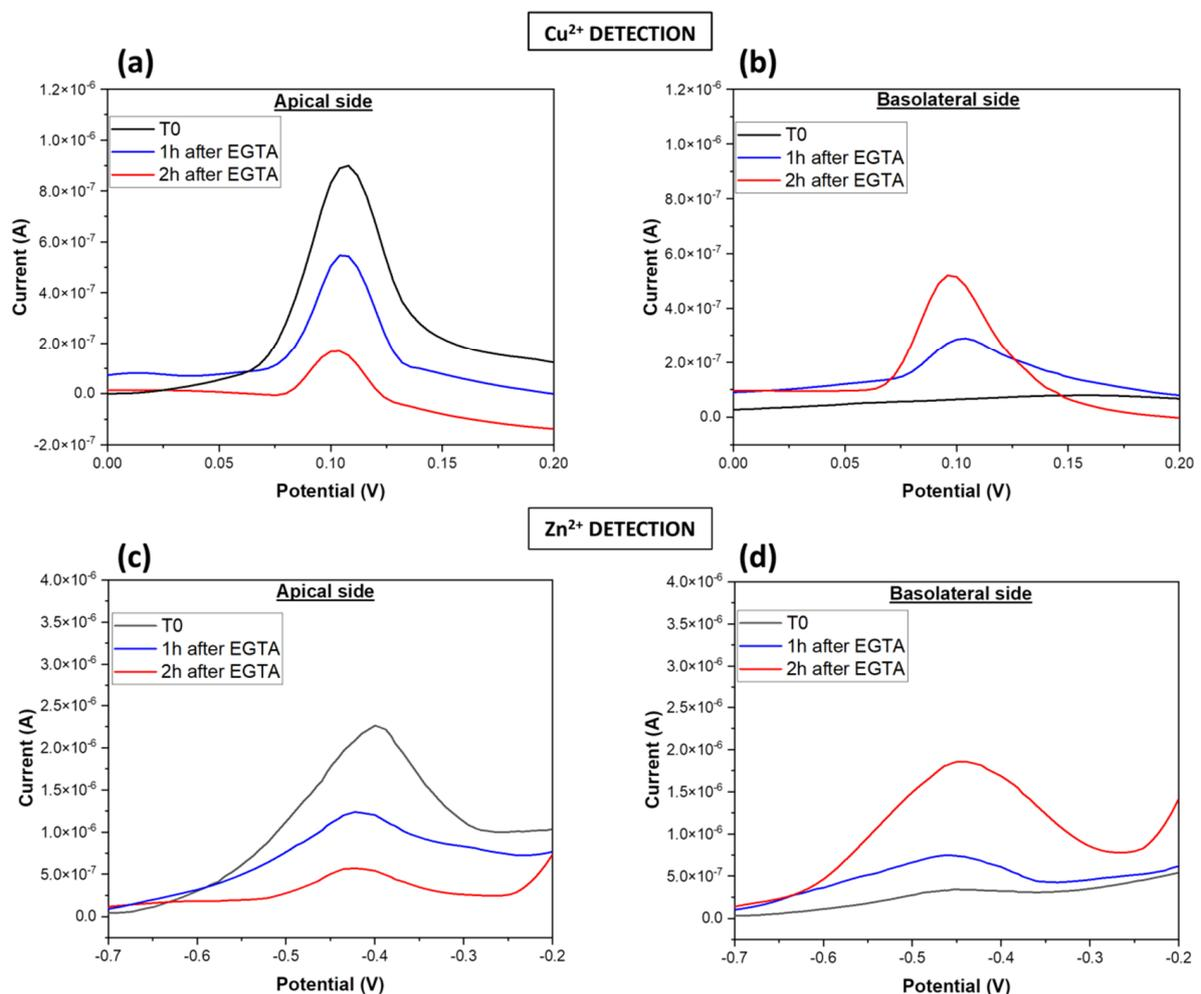 Cu²⁺ DETECTION
(a)
Apical side
T0
1h after EGTA
2h after EGTA
1.2×10⁻⁶
1.0×10⁻⁶
8.0×10⁻⁷
6.0×10⁻⁷
4.0×10⁻⁷
2.0×10⁻⁷
0.0
-2.0×10⁻⁷
Current (A)
0.00 0.05 0.10 0.15 0.20
Potential (V)
(b)
Basolateral side
T0
1h after EGTA
2h after EGTA
1.2×10⁻⁶
1.0×10⁻⁶
8.0×10⁻⁷
6.0×10⁻⁷
4.0×10⁻⁷
2.0×10⁻⁷
0.0
Current (A)
0.00 0.05 0.10 0.15 0.20
Potential (V)
Zn²⁺ DETECTION
(c)
Apical side
T0
1h after EGTA
2h after EGTA
4.0×10⁻⁶
3.5×10⁻⁶
3.0×10⁻⁶
2.5×10⁻⁶
2.0×10⁻⁶
1.5×10⁻⁶
1.0×10⁻⁶
5.0×10⁻⁷
0.0
Current (A)
-0.7 -0.6 -0.5 -0.4 -0.3 -0.2
Potential (V)
(d)
Basolateral side
T0
1h after EGTA
2h after EGTA
4.0×10⁻⁶
3.5×10⁻⁶
3.0×10⁻⁶
2.5×10⁻⁶
2.0×10⁻⁶
1.5×10⁻⁶
1.0×10⁻⁶
5.0×10⁻⁷
0.0
Current (A)
-0.7 -0.6 -0.5 -0.4 -0.3 -0.2
Potential (V)